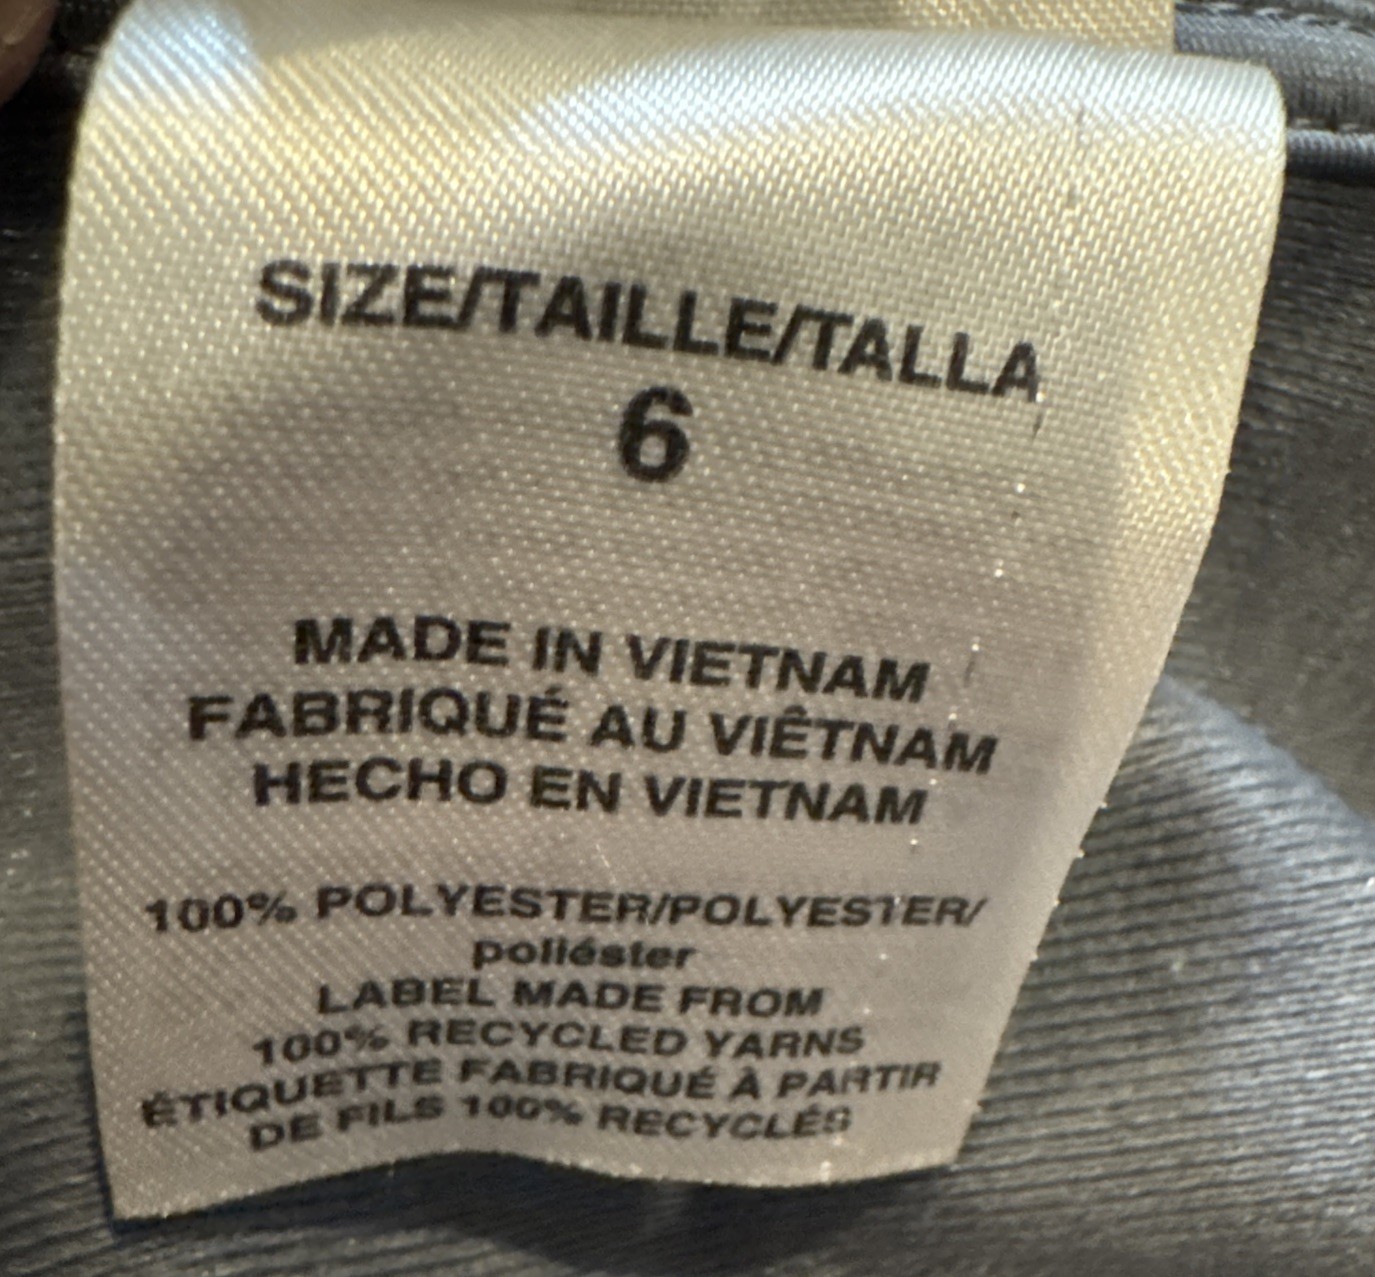 SIZE/TAILLE/TALLA
6
MADE IN VIETNAM
FABRIQUÉ AU VIÊTNAM
HECHO EN VIETNAM
100% POLYESTER/POLYESTER/
poliéster
LABEL MADE FROM
100% RECYCLED YARNS
ÉTIQUETTE FABRIQUÉ À PARTIR
DE FILS 100% RECYCLÉS